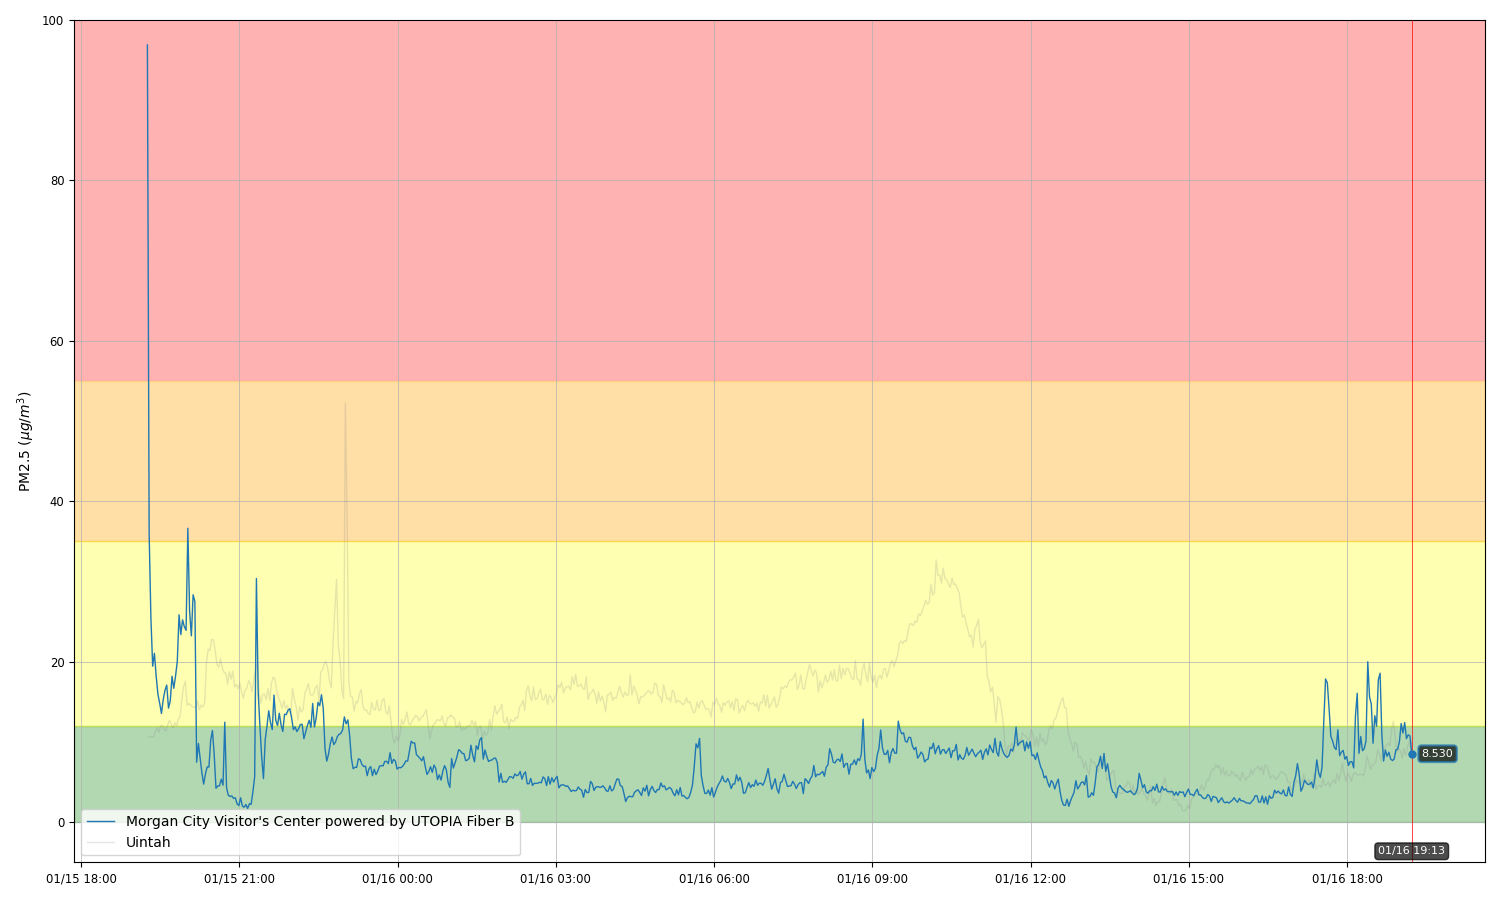 100
80
60
40
20
0
PM2.5 (μg/m³)
8.530
Morgan City Visitor's Center powered by UTOPIA Fiber B
Uintah
01/16 19:13
01/15 18:00 01/15 21:00 01/16 00:00 01/16 03:00 01/16 06:00 01/16 09:00 01/16 12:00 01/16 15:00 01/16 18:00